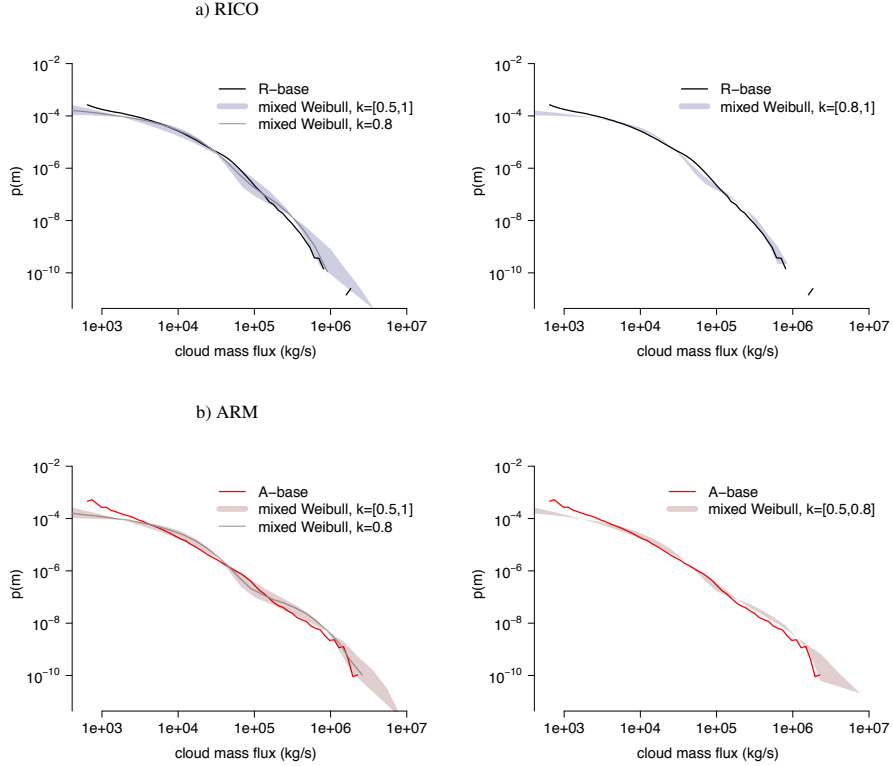 a) RICO
10−2
10−4
10−6
10−8
10−10
p(m)
R-base
mixed Weibull, k=[0.5,1]
mixed Weibull, k=0.8
1e+03 1e+04 1e+05 1e+06 1e+07
cloud mass flux (kg/s)
10−2
10−4
10−6
10−8
10−10
p(m)
R-base
mixed Weibull, k=[0.8,1]
1e+03 1e+04 1e+05 1e+06 1e+07
cloud mass flux (kg/s)
b) ARM
10−2
10−4
10−6
10−8
10−10
p(m)
A-base
mixed Weibull, k=[0.5,1]
mixed Weibull, k=0.8
1e+03 1e+04 1e+05 1e+06 1e+07
cloud mass flux (kg/s)
10−2
10−4
10−6
10−8
10−10
p(m)
A-base
mixed Weibull, k=[0.5,0.8]
1e+03 1e+04 1e+05 1e+06 1e+07
cloud mass flux (kg/s)